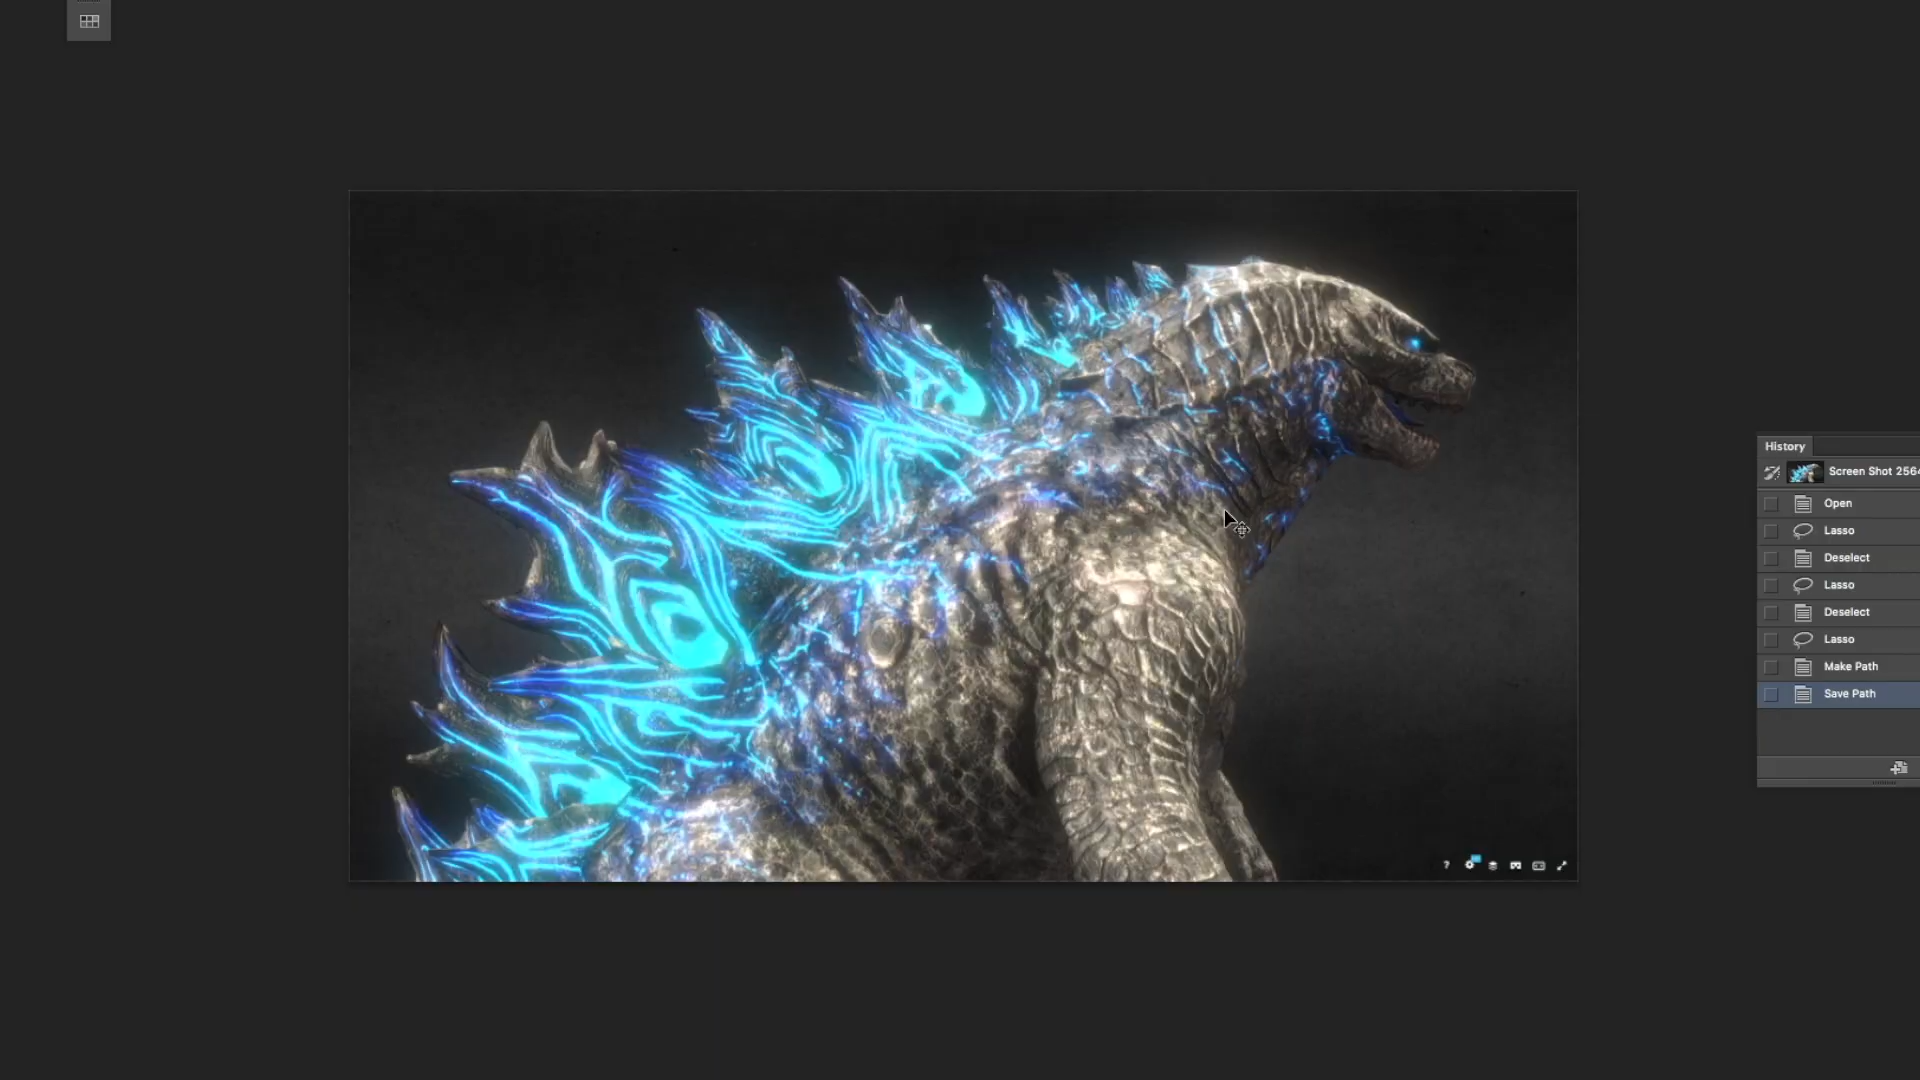 History
Screen Shot 256
Open
Lasso
Deselect
Lasso
Deselect
Lasso
Make Path
Save Path
?